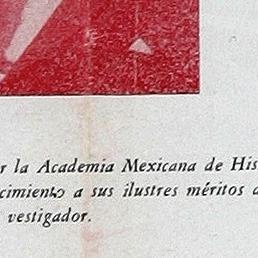 r la Academia Mexicana de His
cimiento a sus ilustres méritos
vestigador.